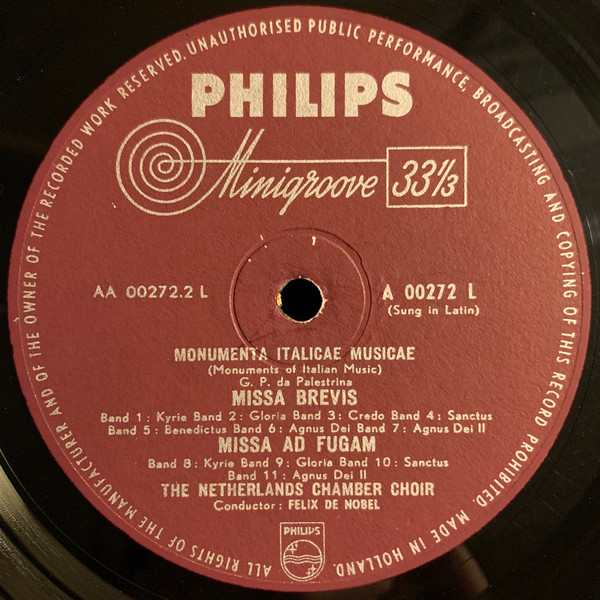 ALL RIGHTS OF THE MANUFACTURER AND OF THE OWNER OF THE RECORDED WORK RESERVED. UNAUTHORISED PUBLIC PERFORMANCE, BROADCASTING AND COPYING OF THIS RECORD PROHIBITED. MADE IN HOLLAND.
PHILIPS
Minigroove 33⅓
AA 00272.2 L
A 00272 L
(Sung in Latin)
MONUMENTA ITALICAE MUSICAE
(Monuments of Italian Music)
G. P. da Palestrina
MISSA BREVIS
Band 1 : Kyrie Band 2 : Gloria Band 3 : Credo Band 4 : Sanctus
Band 5 : Benedictus Band 6 : Agnus Dei Band 7 : Agnus Dei II
MISSA AD FUGAM
Band 8 : Kyrie Band 9 : Gloria Band 10 : Sanctus
Band 11 : Agnus Dei II
THE NETHERLANDS CHAMBER CHOIR
Conductor : FELIX DE NOBEL
PHILIPS